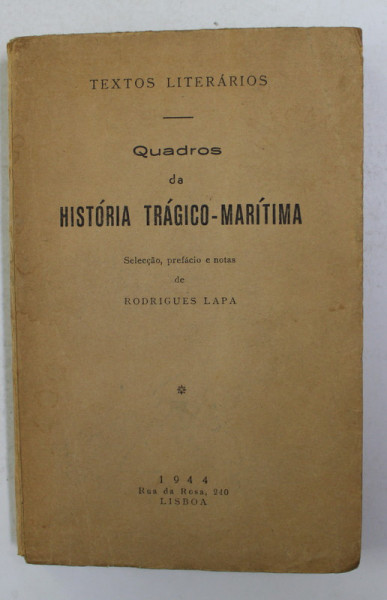 TEXTOS LITERÁRIOS
Quadros
da
HISTÓRIA TRÁGICO-MARÍTIMA
Selecção, prefácio e notas
de
RODRIGUES LAPA
1944
Rua da Rosa, 240
LISBOA